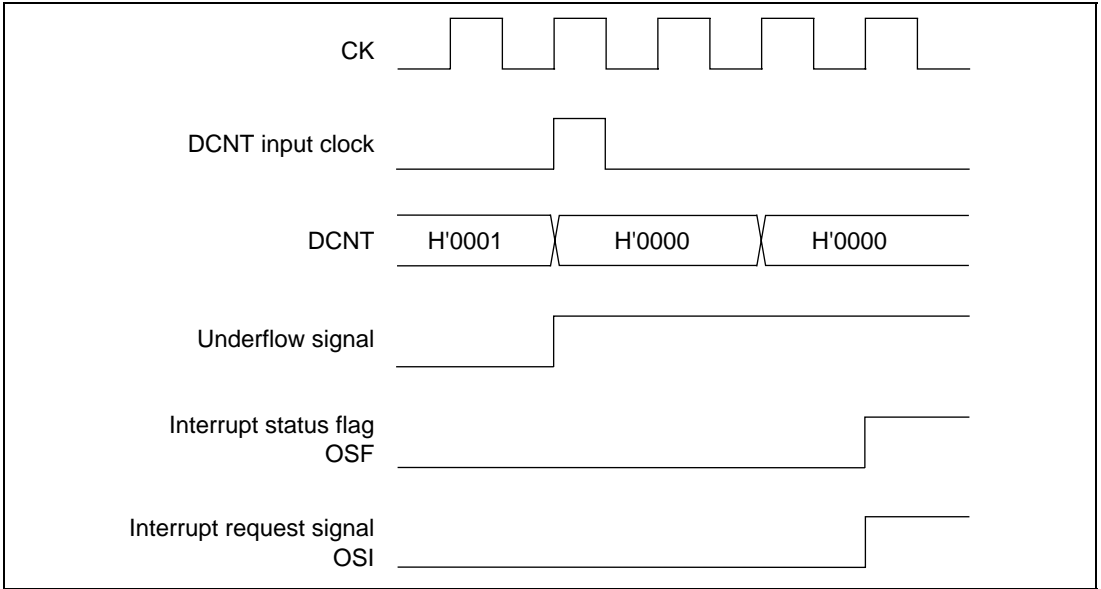 CK
DCNT input clock
DCNT H'0001 H'0000 H'0000
Underflow signal
Interrupt status flag
OSF
Interrupt request signal
OSI